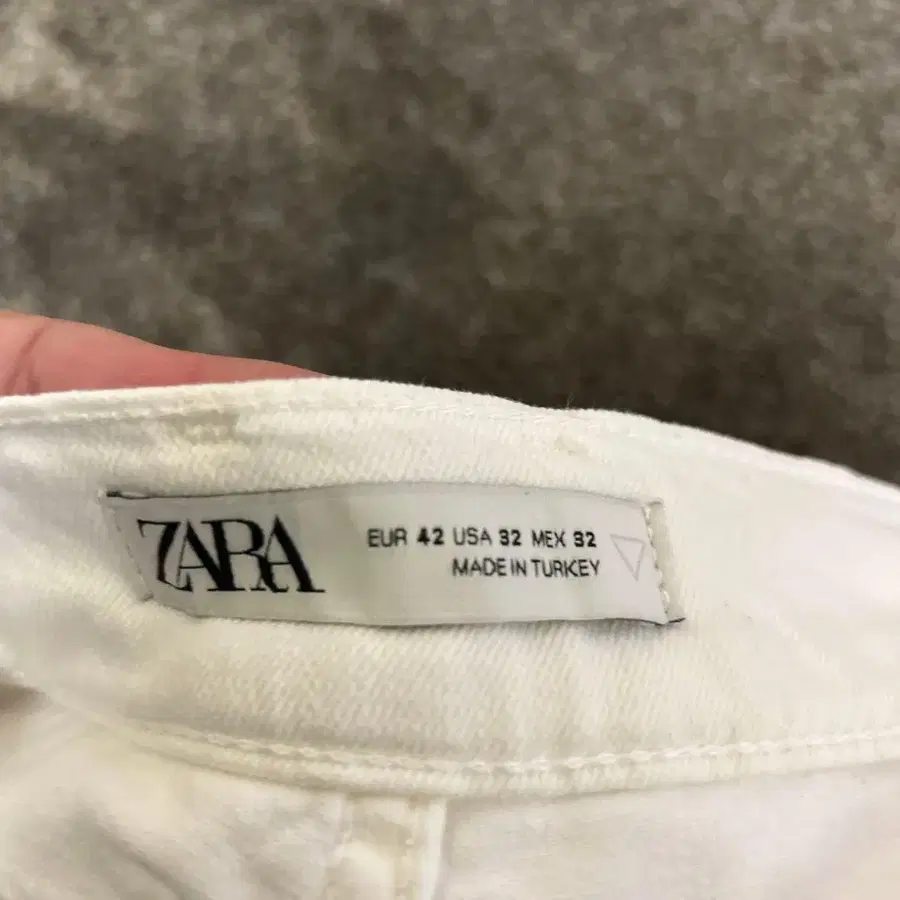 ZARA
EUR 42 USA 32 MEX 32
MADE IN TURKEY